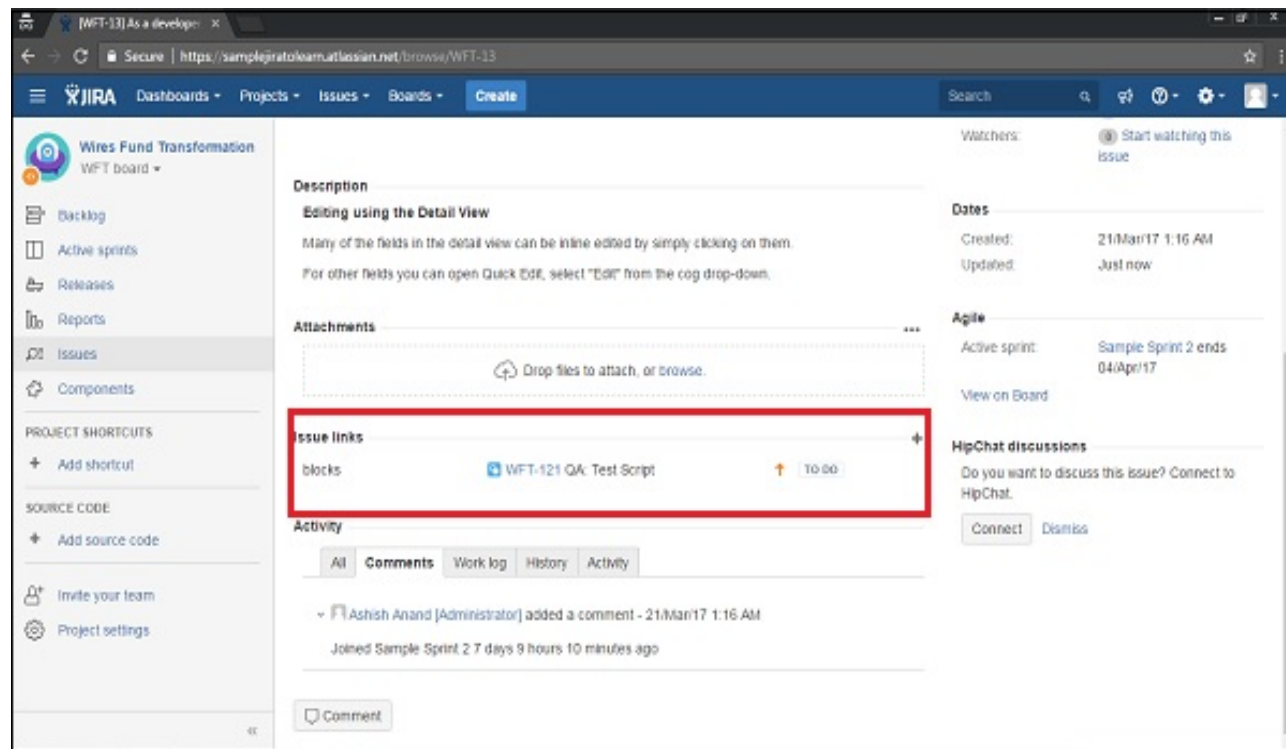 [WFT-13] As a developer
Secure | https://samplejiratolearn.atlassian.net/browse/WFT-13
JIRA Dashboards Projects Issues Boards Create Search
Wires Fund Transformation
WFT board
Backlog
Active sprints
Releases
Reports
Issues
Components
PROJECT SHORTCUTS
+ Add shortcut
SOURCE CODE
+ Add source code
Invite your team
Project settings
Description
Editing using the Detail View
Many of the fields in the detail view can be inline edited by simply clicking on them.
For other fields you can open Quick Edit, select "Edit" from the cog drop-down.
Attachments
Drop files to attach, or browse.
Issue links
blocks WFT-121 QA: Test Script TO DO
Activity
All Comments Work log History Activity
Ashish Anand [Administrator] added a comment - 21/Mar/17 1:16 AM
Joined Sample Sprint 2 7 days 9 hours 10 minutes ago
Comment
Watchers: 0 Start watching this
issue
Dates
Created: 21/Mar/17 1:16 AM
Updated: Just now
Agile
Active sprint: Sample Sprint 2 ends
04/Apr/17
View on Board
HipChat discussions
Do you want to discuss this issue? Connect to
HipChat.
Connect Dismiss